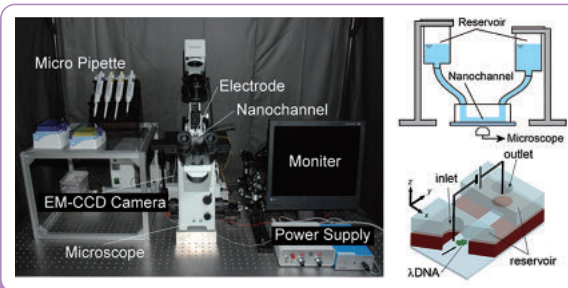 Micro Pipette
Electrode
Nanochannel
Moniter
EM-CCD Camera
Power Supply
Microscope
Reservoir
Nanochannel
Microscope
outlet
inlet
z
y
x
reservoir
λDNA